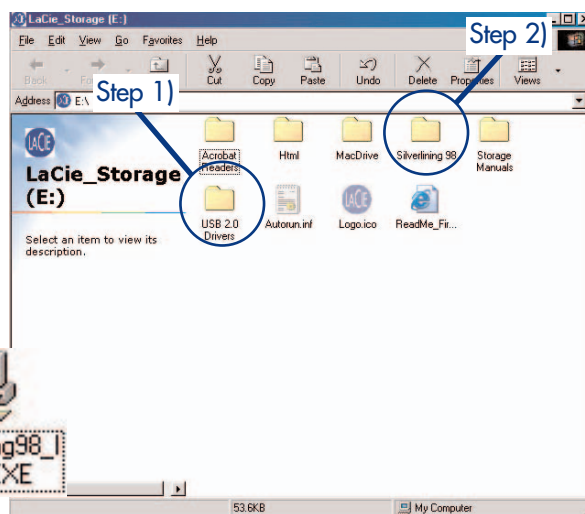 LaCie_Storage (E:)
File Edit View Go Favorites Help
Step 2)
Back Cut Copy Paste Undo Delete Properties Views
Address E:\
Step 1)
LACIE
LaCie_Storage
(E:)
Select an item to view its
description.
Acrobat
Readers
Html
MacDrive
Silverlining 98
Storage
Manuals
USB 2.0
Drivers
Autorun.inf
Logo.ico
ReadMe_Fir...
g98_I
EXE
53.6KB My Computer